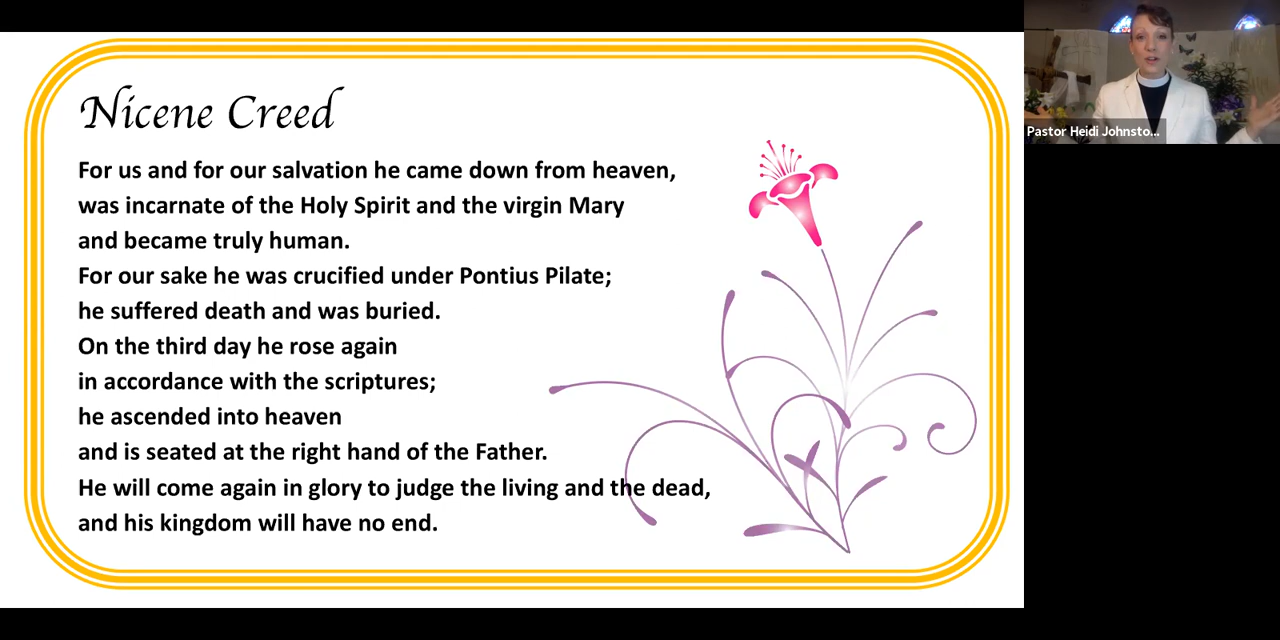 Nicene Creed
For us and for our salvation he came down from heaven,
was incarnate of the Holy Spirit and the virgin Mary
and became truly human.
For our sake he was crucified under Pontius Pilate;
he suffered death and was buried.
On the third day he rose again
in accordance with the scriptures;
he ascended into heaven
and is seated at the right hand of the Father.
He will come again in glory to judge the living and the dead,
and his kingdom will have no end.
Pastor Heidi Johnsto...